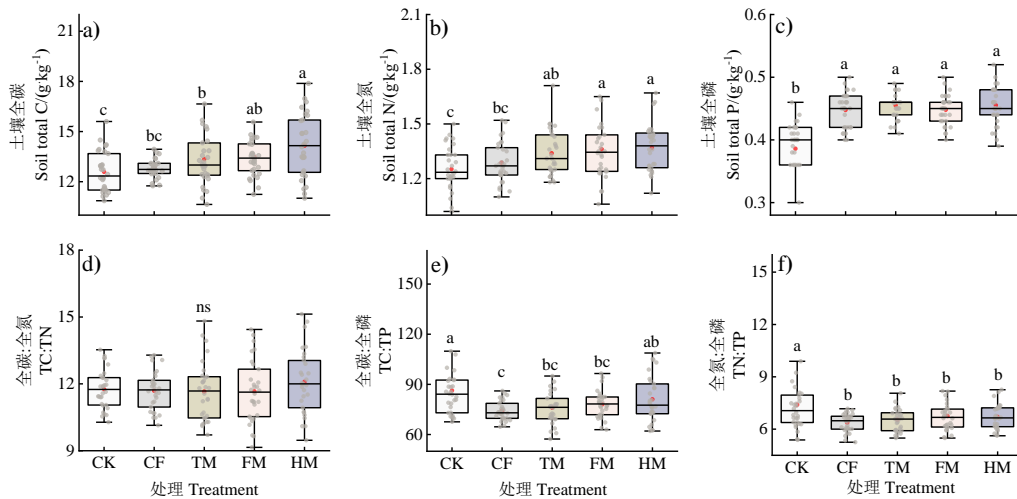 a)
土壤全碳
Soil total C/(g·kg⁻¹)
21
18
15
12
c
bc
b
ab
a
b)
土壤全氮
Soil total N/(g·kg⁻¹)
1.8
1.6
1.4
1.2
1.0
c
bc
ab
a
a
c)
土壤全磷
Soil total P/(g·kg⁻¹)
0.6
0.5
0.4
0.3
b
a
a
a
a
d)
全碳:全氮
TC:TN
18
15
12
9
ns
CK CF TM FM HM
处理 Treatment
e)
全碳:全磷
TC:TP
150
120
90
60
a
c
bc
bc
ab
CK CF TM FM HM
处理 Treatment
f)
全氮:全磷
TN:TP
15
12
9
6
a
b
b
b
b
CK CF TM FM HM
处理 Treatment